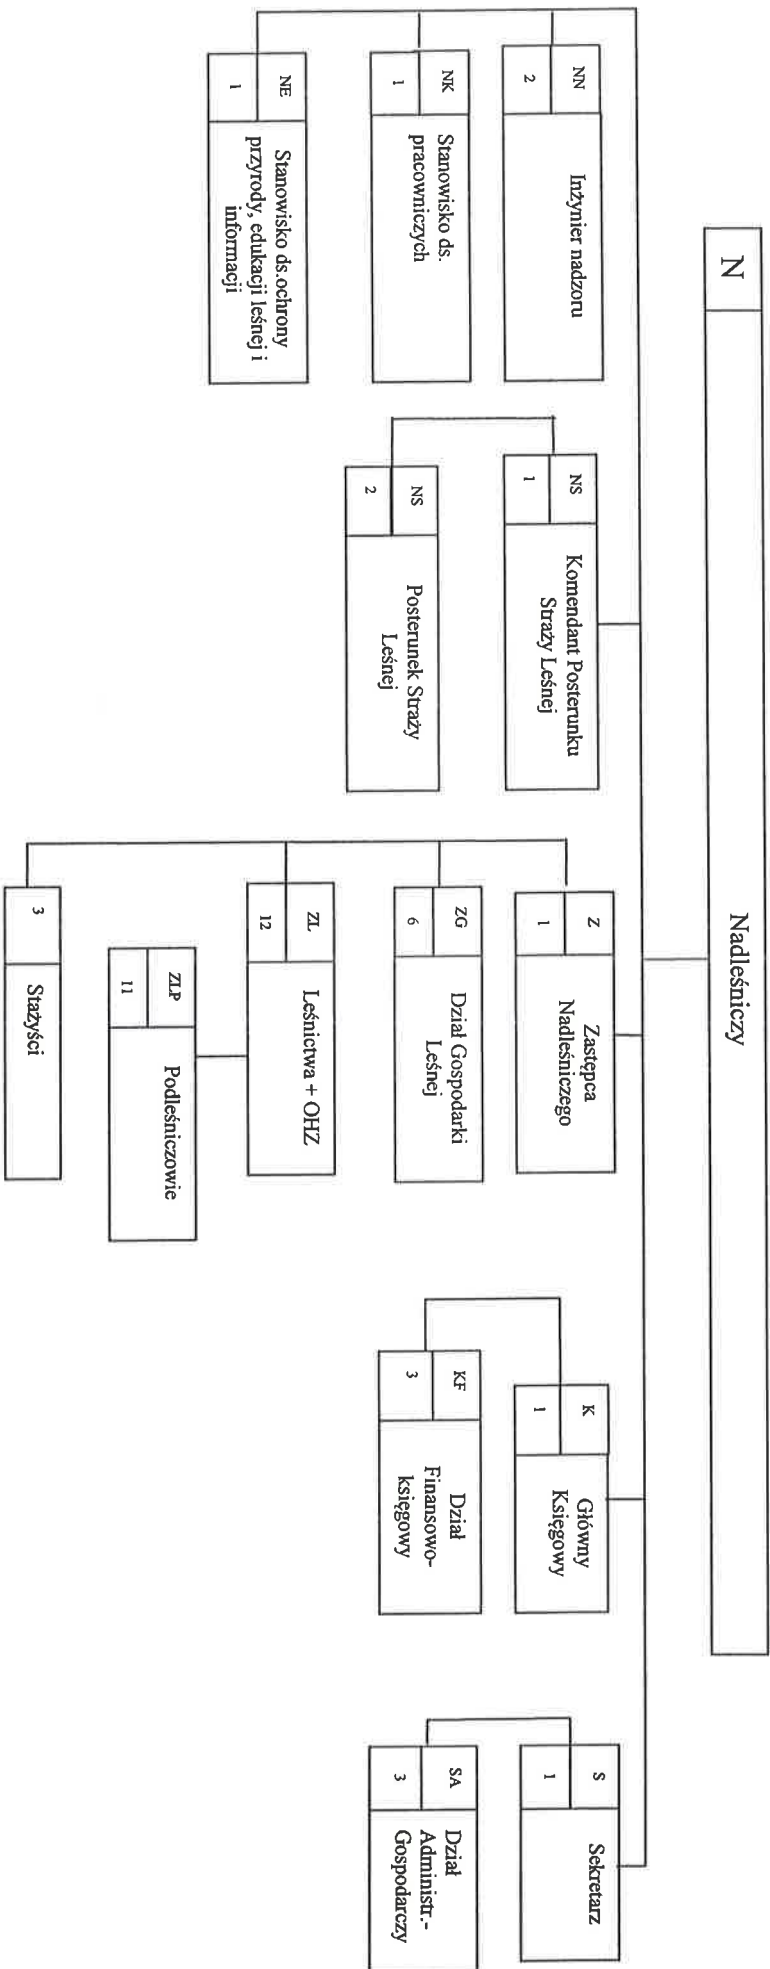 N
Nadleśniczy
NN
2
Inżynier nadzoru
NK
1
Stanowisko ds.
pracowniczych
NE
1
Stanowisko ds.ochrony
przyrody, edukacji leśnej i
informacji
NS
1
Komendant Posterunku
Straży Leśnej
NS
2
Posterunek Straży
Leśnej
Z
1
Zastępca
Nadleśniczego
ZG
6
Dział Gospodarki
Leśnej
ZL
12
Leśnictwa + OHZ
ZLP
11
Podleśniczowie
3
Stażyści
K
1
Główny
Księgowy
KF
3
Dział
Finansowo-
księgowy
S
1
Sekretarz
SA
3
Dział
Administr.-
Gospodarczy